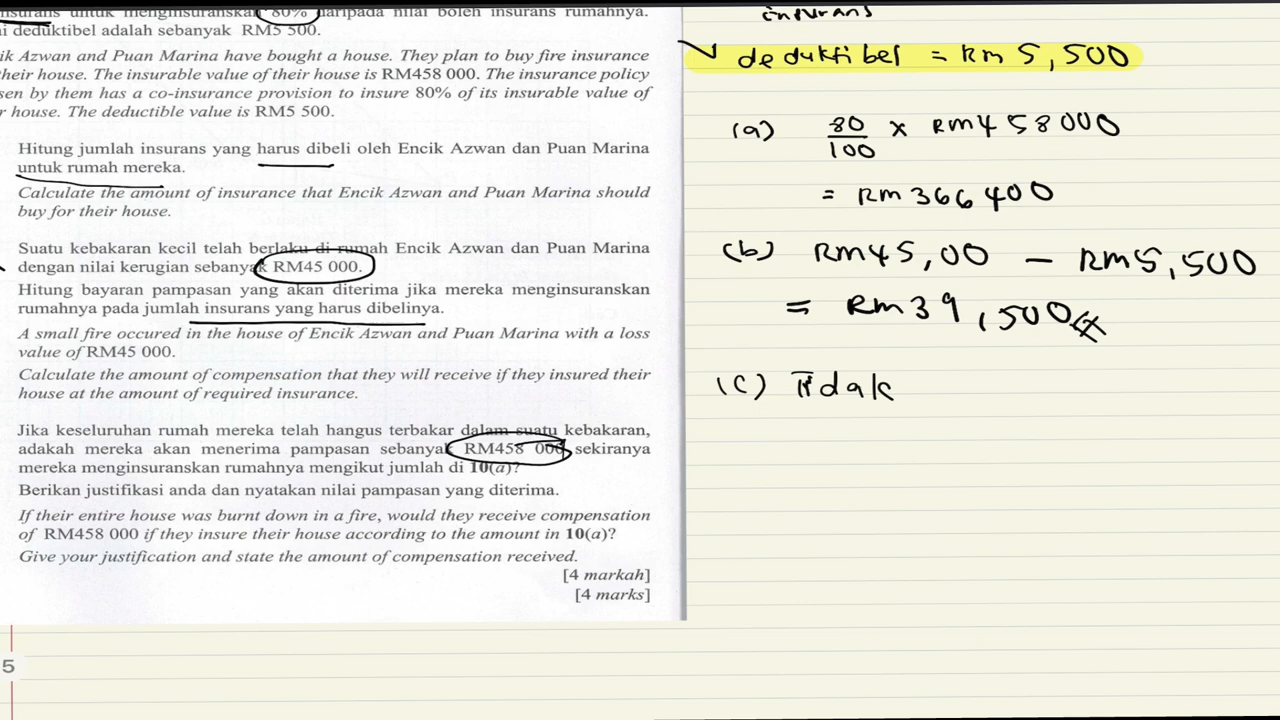 insurans untuk menginsuranskan 80% daripada nilai boleh insurans rumahnya.
ai deduktibel adalah sebanyak RM5 500.
cik Azwan and Puan Marina have bought a house. They plan to buy fire insurance
their house. The insurable value of their house is RM458 000. The insurance policy
sen by them has a co-insurance provision to insure 80% of its insurable value of
r house. The deductible value is RM5 500.
Hitung jumlah insurans yang harus dibeli oleh Encik Azwan dan Puan Marina
untuk rumah mereka.
Calculate the amount of insurance that Encik Azwan and Puan Marina should
buy for their house.
Suatu kebakaran kecil telah berlaku di rumah Encik Azwan dan Puan Marina
dengan nilai kerugian sebanyak RM45 000.
Hitung bayaran pampasan yang akan diterima jika mereka menginsuranskan
rumahnya pada jumlah insurans yang harus dibelinya.
A small fire occured in the house of Encik Azwan and Puan Marina with a loss
value of RM45 000.
Calculate the amount of compensation that they will receive if they insured their
house at the amount of required insurance.
Jika keseluruhan rumah mereka telah hangus terbakar dalam suatu kebakaran,
adakah mereka akan menerima pampasan sebanyak RM458 000 sekiranya
mereka menginsuranskan rumahnya mengikut jumlah di 10(a)?
Berikan justifikasi anda dan nyatakan nilai pampasan yang diterima.
If their entire house was burnt down in a fire, would they receive compensation
of RM458 000 if they insure their house according to the amount in 10(a)?
Give your justification and state the amount of compensation received.
[4 markah]
[4 marks]
5
insurans
deduktibel = RM 5,500
(a) 80/100 × RM458000
= RM366400
(b) RM45,00 – RM5,500
= RM39,500
(c) Tidak